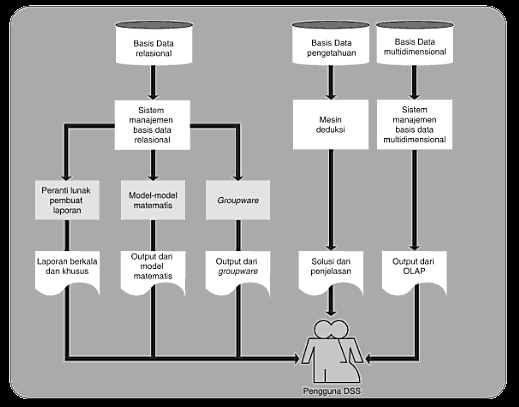 Basis Data
relasional
Basis Data
pengetahuan
Basis Data
multidimensional
Sistem
manajemen
basis data
relasional
Mesin
deduksi
Sistem
manajemen
basis data
multidimensional
Peranti lunak
pembuat
laporan
Model-model
matematis
Groupware
Laporan berkala
dan khusus
Output dari
model
matematis
Output dari
groupware
Solusi dan
penjelasan
Output dari
OLAP
Pengguna DSS